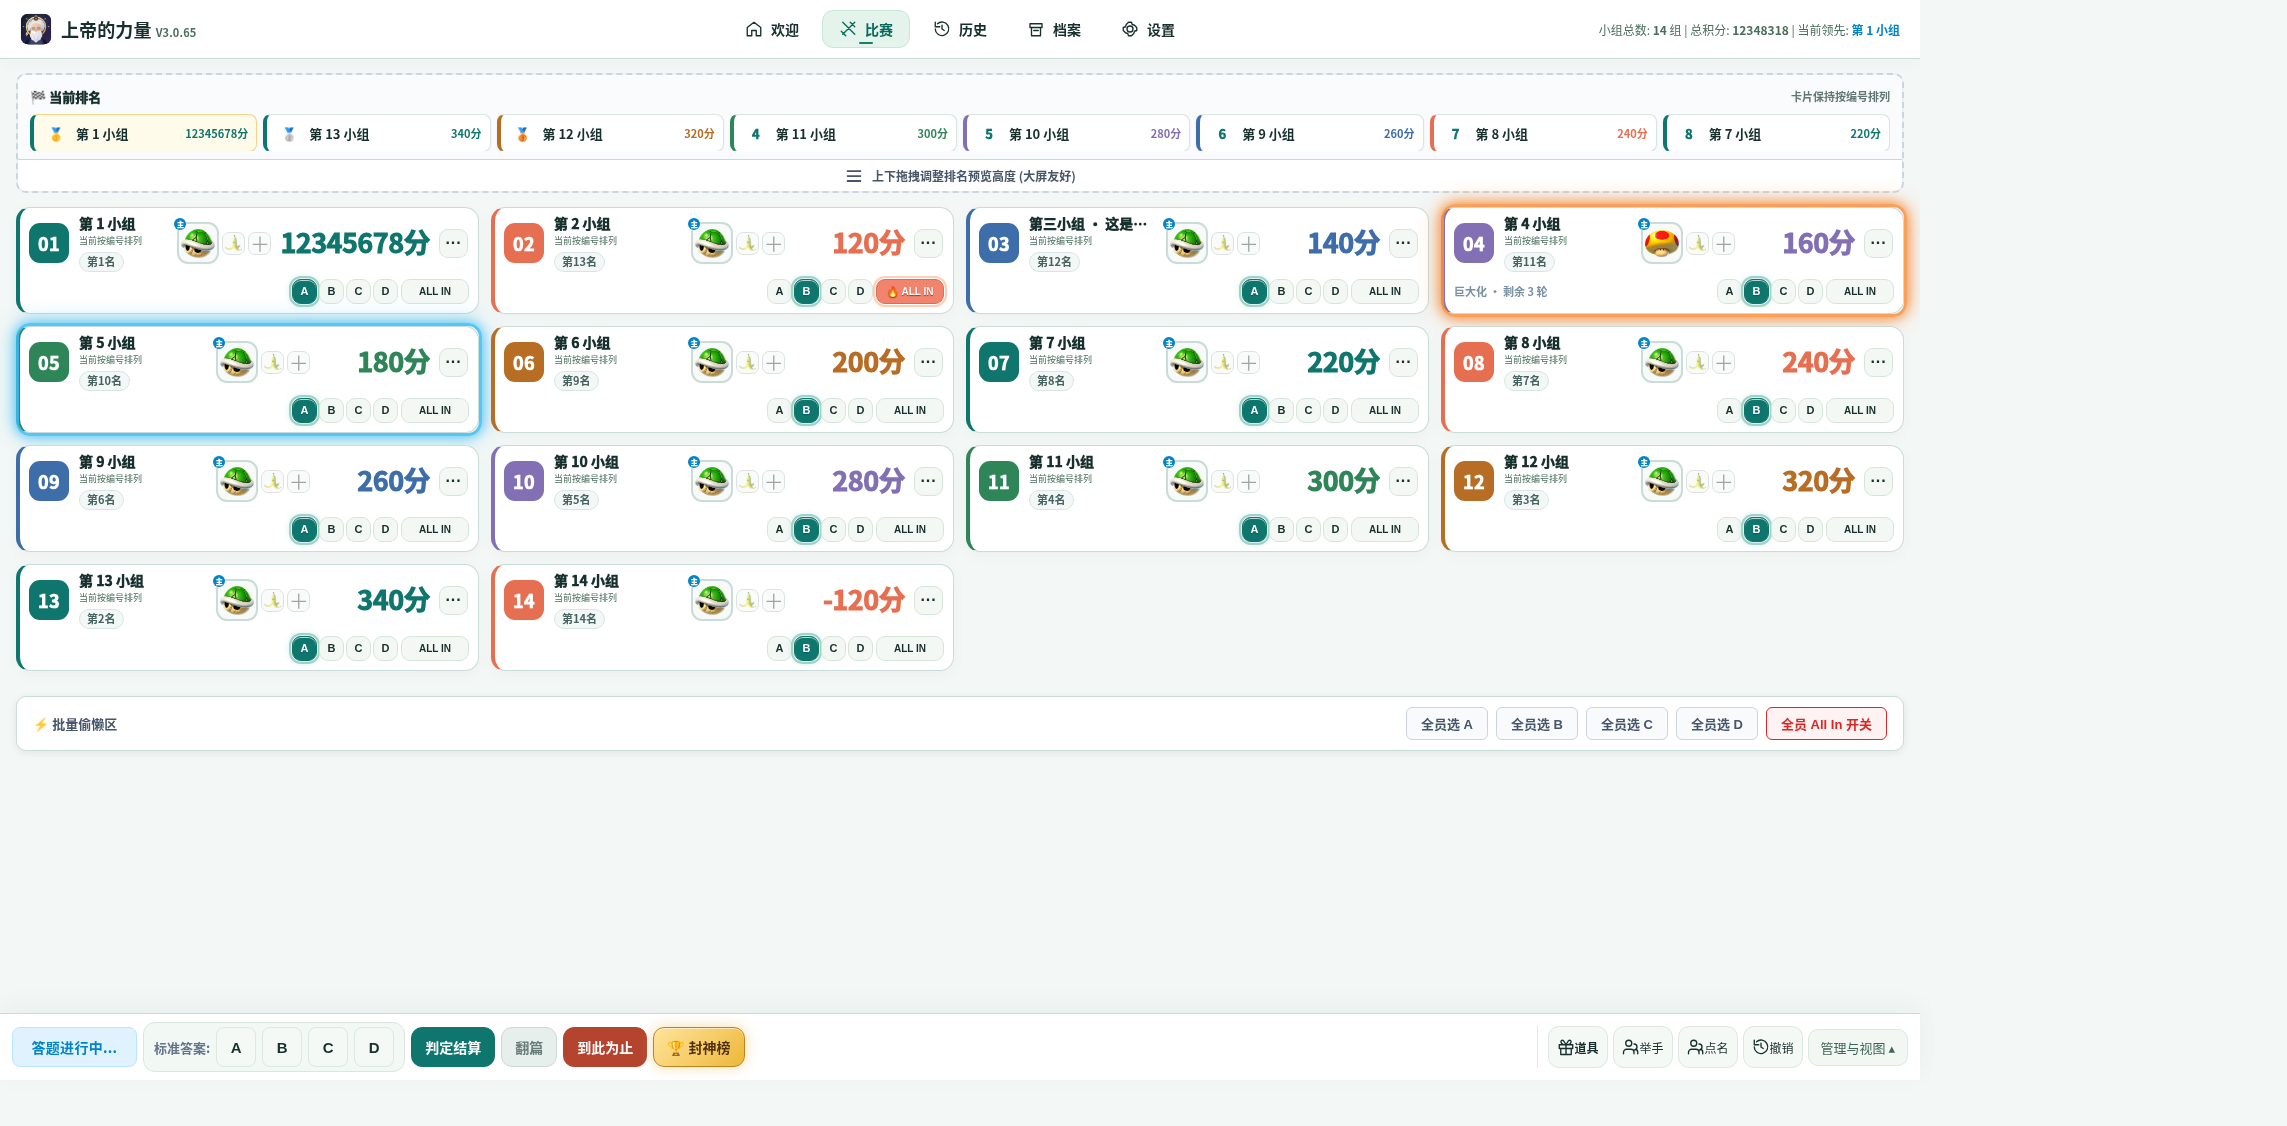 上帝的力量 V3.0.65
欢迎 比赛 历史 档案 设置
小组总数: 14 组 | 总积分: 12348318 | 当前领先: 第 1 小组
当前排名
卡片保持按编号排列
第 1 小组 12345678分
第 13 小组 340分
第 12 小组 320分
4 第 11 小组 300分
5 第 10 小组 280分
6 第 9 小组 260分
7 第 8 小组 240分
8 第 7 小组 220分
上下拖拽调整排名预览高度 (大屏友好)
01 第 1 小组 当前按编号排列 第1名 主 12345678分 ···
A B C D ALL IN
02 第 2 小组 当前按编号排列 第13名 主 120分 ···
A B C D 🔥 ALL IN
03 第三小组 · 这是··· 当前按编号排列 第12名 主 140分 ···
A B C D ALL IN
04 第 4 小组 当前按编号排列 第11名 主 160分 ···
巨大化 · 剩余 3 轮 A B C D ALL IN
05 第 5 小组 当前按编号排列 第10名 主 180分 ···
A B C D ALL IN
06 第 6 小组 当前按编号排列 第9名 主 200分 ···
A B C D ALL IN
07 第 7 小组 当前按编号排列 第8名 主 220分 ···
A B C D ALL IN
08 第 8 小组 当前按编号排列 第7名 主 240分 ···
A B C D ALL IN
09 第 9 小组 当前按编号排列 第6名 主 260分 ···
A B C D ALL IN
10 第 10 小组 当前按编号排列 第5名 主 280分 ···
A B C D ALL IN
11 第 11 小组 当前按编号排列 第4名 主 300分 ···
A B C D ALL IN
12 第 12 小组 当前按编号排列 第3名 主 320分 ···
A B C D ALL IN
13 第 13 小组 当前按编号排列 第2名 主 340分 ···
A B C D ALL IN
14 第 14 小组 当前按编号排列 第14名 主 -120分 ···
A B C D ALL IN
⚡ 批量偷懒区
全员选 A 全员选 B 全员选 C 全员选 D 全员 All In 开关
答题进行中... 标准答案: A B C D 判定结算 翻篇 到此为止 🏆 封神榜
道具 举手 点名 撤销 管理与视图 ▴